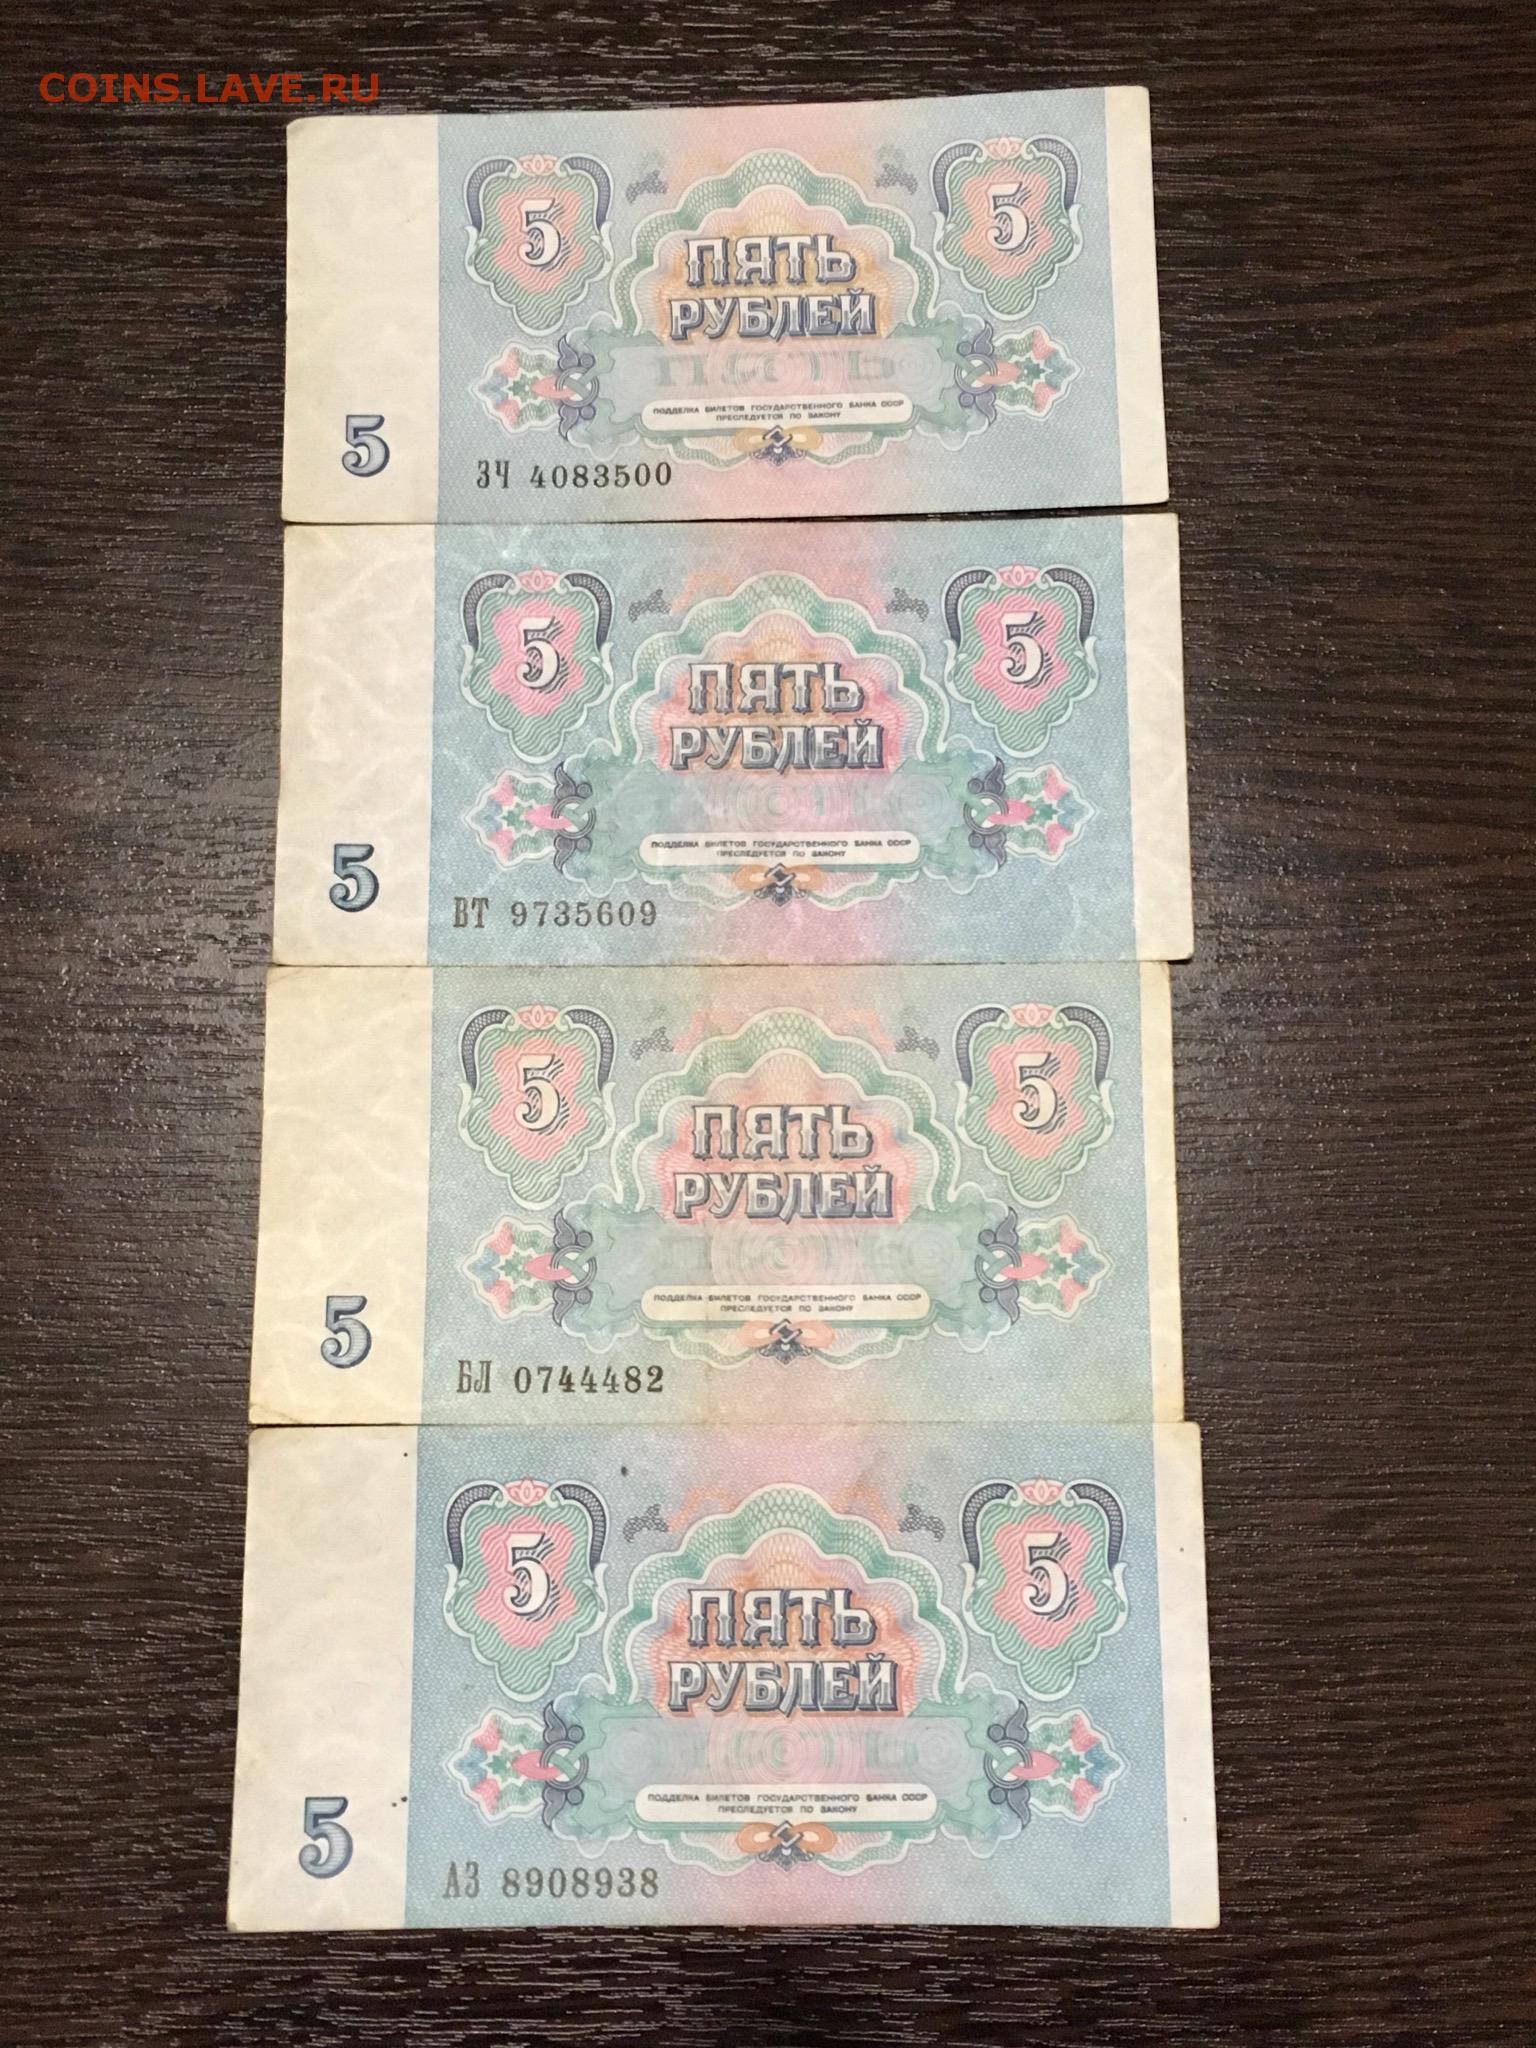 COINS.LAVE.RU
5
5
ПЯТЬ
РУБЛЕЙ
ПОДДЕЛКА БИЛЕТОВ ГОСУДАРСТВЕННОГО БАНКА СССР
ПРЕСЛЕДУЕТСЯ ПО ЗАКОНУ
5
ЗЧ 4083500
5
5
ПЯТЬ
РУБЛЕЙ
ПОДДЕЛКА БИЛЕТОВ ГОСУДАРСТВЕННОГО БАНКА СССР
ПРЕСЛЕДУЕТСЯ ПО ЗАКОНУ
5
ВТ 9735609
5
5
ПЯТЬ
РУБЛЕЙ
ПОДДЕЛКА БИЛЕТОВ ГОСУДАРСТВЕННОГО БАНКА СССР
ПРЕСЛЕДУЕТСЯ ПО ЗАКОНУ
5
БЛ 0744482
5
5
ПЯТЬ
РУБЛЕЙ
ПОДДЕЛКА БИЛЕТОВ ГОСУДАРСТВЕННОГО БАНКА СССР
ПРЕСЛЕДУЕТСЯ ПО ЗАКОНУ
5
АЗ 8908938